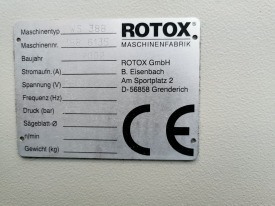 Maschinentyp
ROTOX
Maschinennr.
MASCHINENFABRIK
Baujahr
ROTOX GmbH
Stromaufn. (A)
B. Eisenbach
Spannung (V)
Am Sportplatz 2
Frequenz (Hz)
D-56858 Grenderich
Druck (bar)
Sägeblatt-Ø
n/min
Gewicht (kg)
CE